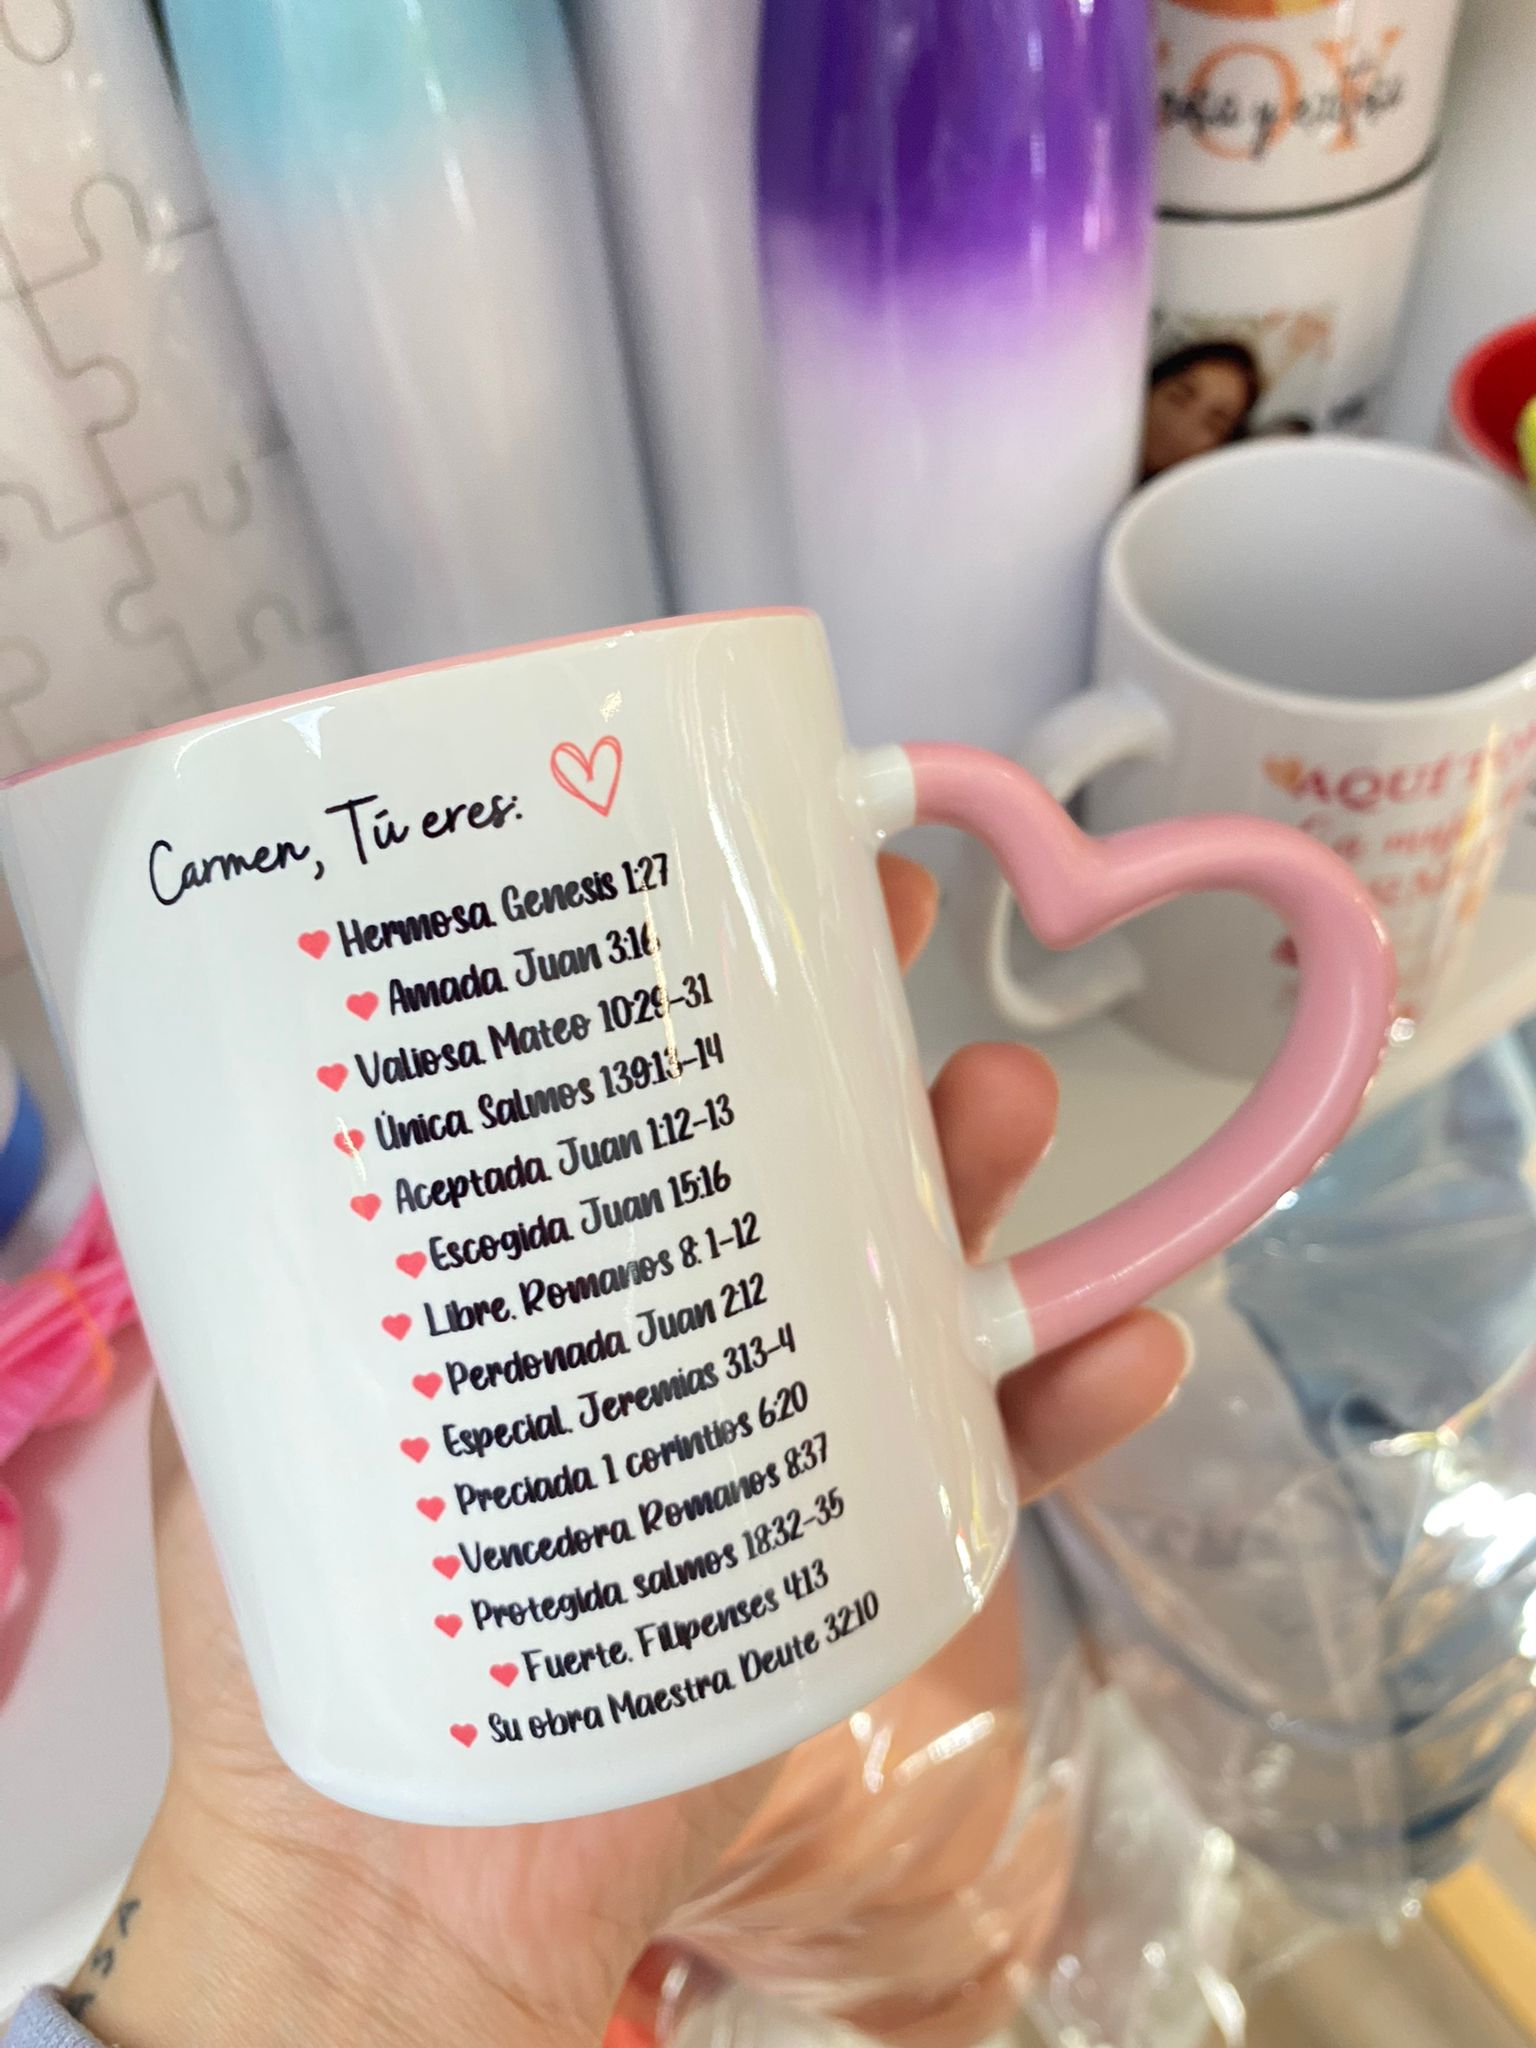 Carmen, Tú eres:
Hermosa. Genesis 1:27
Amada. Juan 3:16
Valiosa. Mateo 10:29-31
Única. Salmos 139:13-14
Aceptada. Juan 1:12-13
Escogida. Juan 15:16
Libre. Romanos 8: 1-12
Perdonada. Juan 2:12
Especial. Jeremias 31:3-4
Preciada. 1 corintios 6:20
Vencedora. Romanos 8:37
Protegida. salmos 18:32-35
Fuerte. Filipenses 4:13
Su obra Maestra. Deute 32:10
SOY
AQUÍ